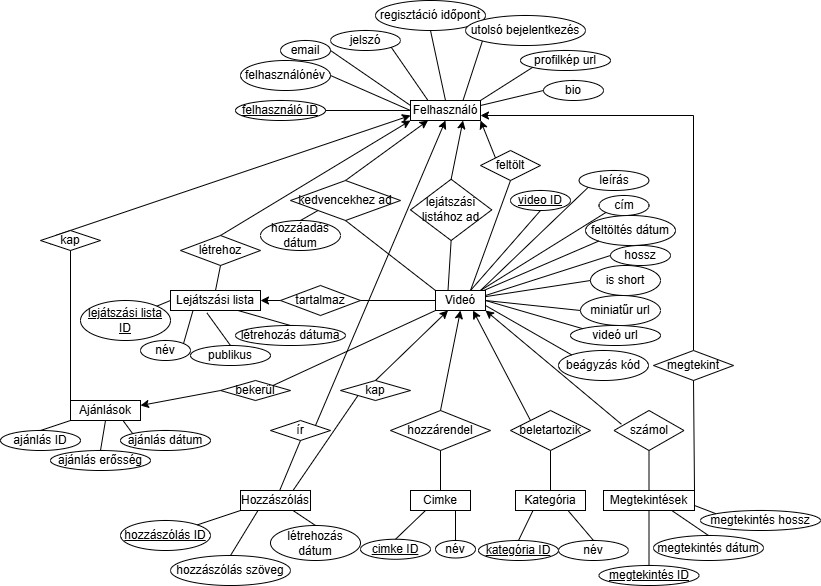 regisztáció időpont
utolsó bejelentkezés
jelszó
email
profilkép url
felhasználónév
bio
felhasználó ID
Felhasználó
feltölt
leírás
kedvencekhez ad
video ID
lejátszási
listához ad
cím
hozzáadás
dátum
feltöltés dátum
kap
létrehoz
hossz
is short
lejátszási lista
ID
Lejátszási lista
tartalmaz
Videó
miniatűr url
létrehozás dátuma
videó url
név
publikus
beágyzás kód
megtekint
bekerül
kap
Ajánlások
ajánlás ID
ajánlás dátum
ajánlás erősség
ír
hozzárendel
beletartozik
számol
Hozzászólás
Cimke
Kategória
Megtekintések
hozzászólás ID
létrehozás
dátum
cimke ID
név
kategória ID
név
megtekintés hossz
megtekintés dátum
hozzászólás szöveg
megtekintés ID